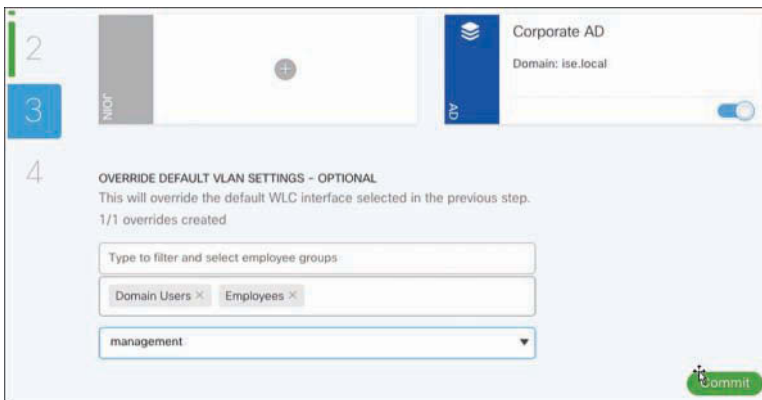 2
3
4
JOIN
AD
Corporate AD
Domain: ise.local
OVERRIDE DEFAULT VLAN SETTINGS - OPTIONAL
This will override the default WLC interface selected in the previous step.
1/1 overrides created
Type to filter and select employee groups
Domain Users × Employees ×
management
Commit